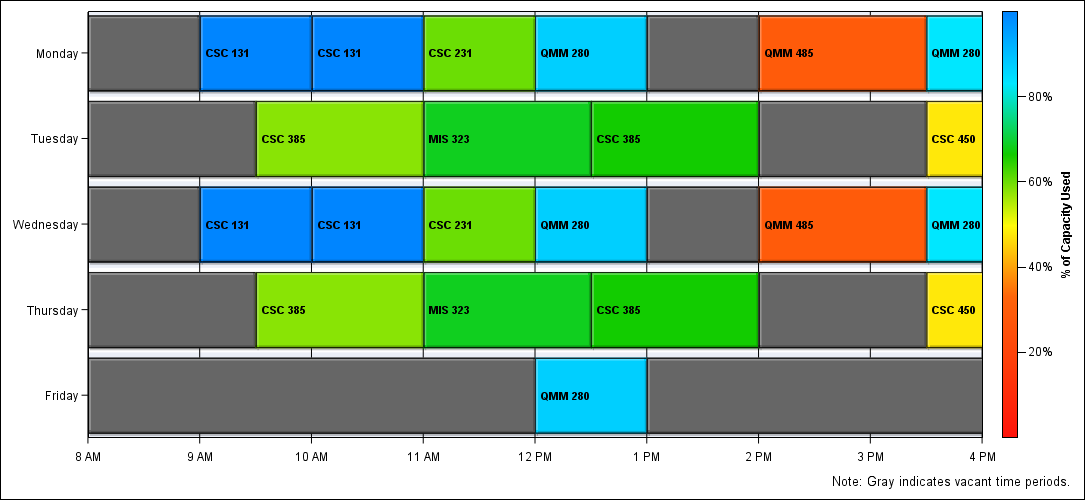 Monday
CSC 131
CSC 131
CSC 231
QMM 280
QMM 485
QMM 280
Tuesday
CSC 385
MIS 323
CSC 385
CSC 450
Wednesday
CSC 131
CSC 131
CSC 231
QMM 280
QMM 485
QMM 280
Thursday
CSC 385
MIS 323
CSC 385
CSC 450
Friday
QMM 280
8 AM
9 AM
10 AM
11 AM
12 PM
1 PM
2 PM
3 PM
4 PM
80%
60%
40%
20%
% of Capacity Used
Note: Gray indicates vacant time periods.